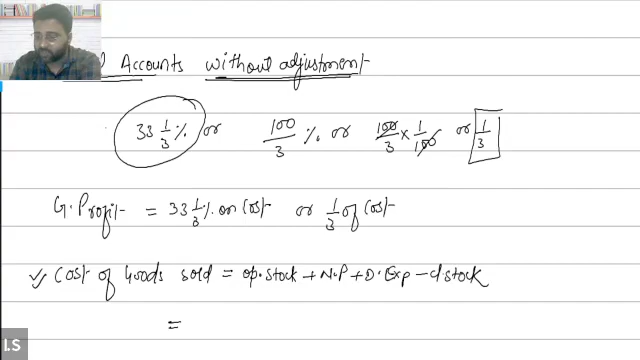 Accounts without adjustment
33 1/3 % or 100/3 % or 100/3 × 1/100 or 1/3
G. Profit = 33 1/3 % on Cost or 1/3 of Cost
✓ Cost of Goods sold = op. stock + N.P + D. Exp – cl stock
=
I.S